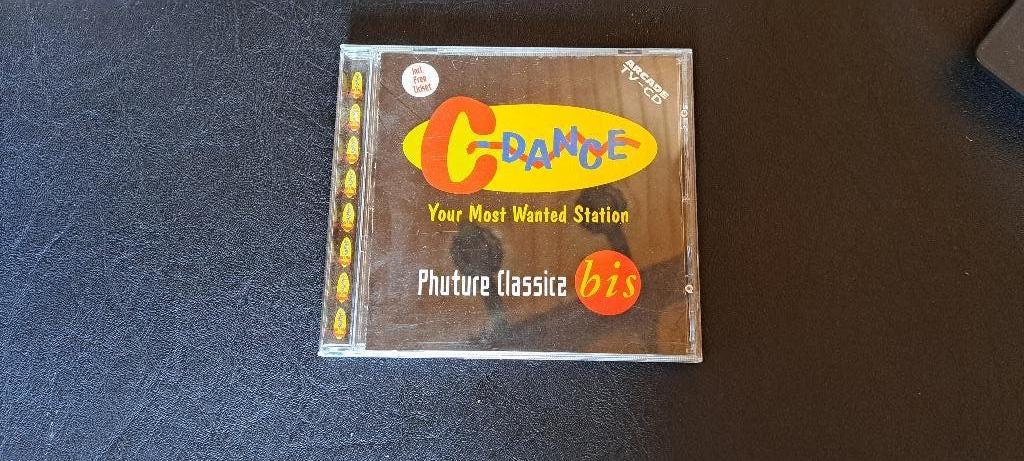 Incl.
Free
Ticket
ARCADE
TV-CD
C-DANCE
Your Most Wanted Station
Phuture Classicz bis